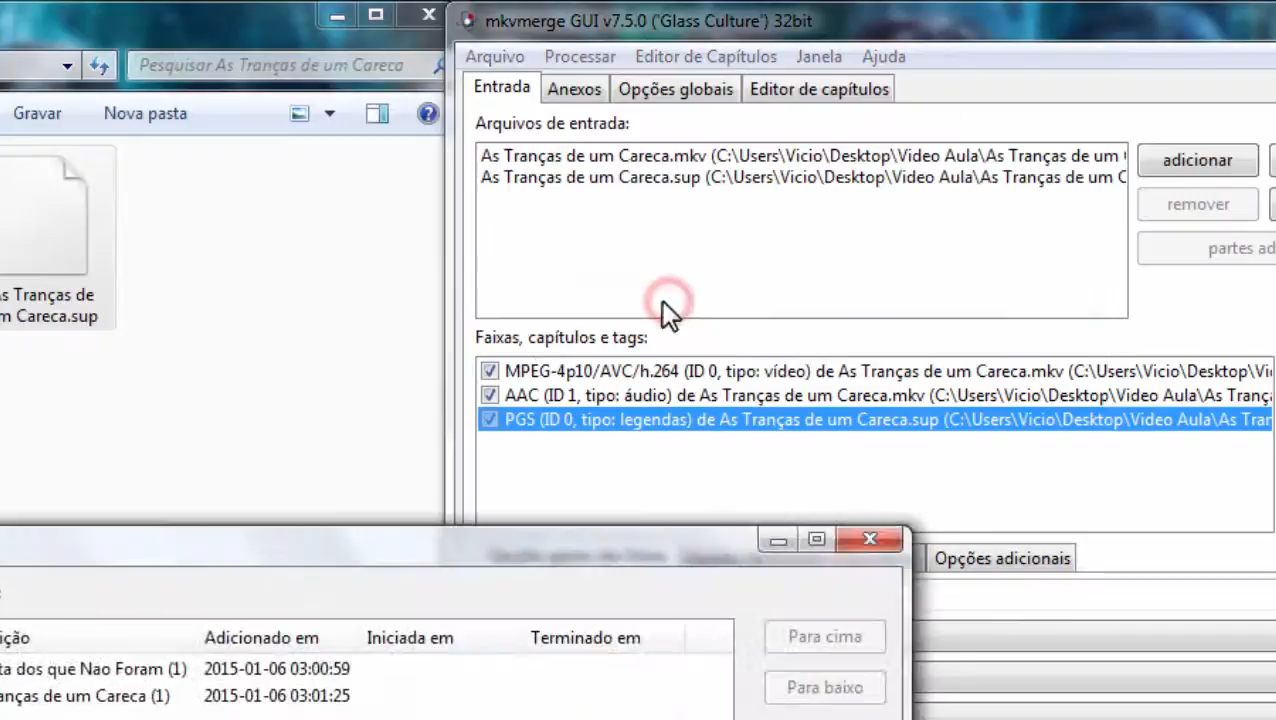 mkvmerge GUI v7.5.0 ('Glass Culture') 32bit
Pesquisar As Tranças de um Careca
Arquivo Processar Editor de Capítulos Janela Ajuda
Entrada Anexos Opções globais Editor de capítulos
Gravar Nova pasta
Arquivos de entrada:
As Tranças de um Careca.mkv (C:\Users\Vicio\Desktop\Video Aula\As Tranças de um
As Tranças de um Careca.sup (C:\Users\Vicio\Desktop\Video Aula\As Tranças de um C
adicionar
remover
partes ad
s Tranças de
m Careca.sup
Faixas, capítulos e tags:
MPEG-4p10/AVC/h.264 (ID 0, tipo: vídeo) de As Tranças de um Careca.mkv (C:\Users\Vicio\Desktop\Vi
AAC (ID 1, tipo: áudio) de As Tranças de um Careca.mkv (C:\Users\Vicio\Desktop\Video Aula\As Tranç
PGS (ID 0, tipo: legendas) de As Tranças de um Careca.sup (C:\Users\Vicio\Desktop\Video Aula\As Tran
Opções adicionais
ição Adicionado em Iniciada em Terminado em
ta dos que Nao Foram (1) 2015-01-06 03:00:59
anças de um Careca (1) 2015-01-06 03:01:25
Para cima
Para baixo